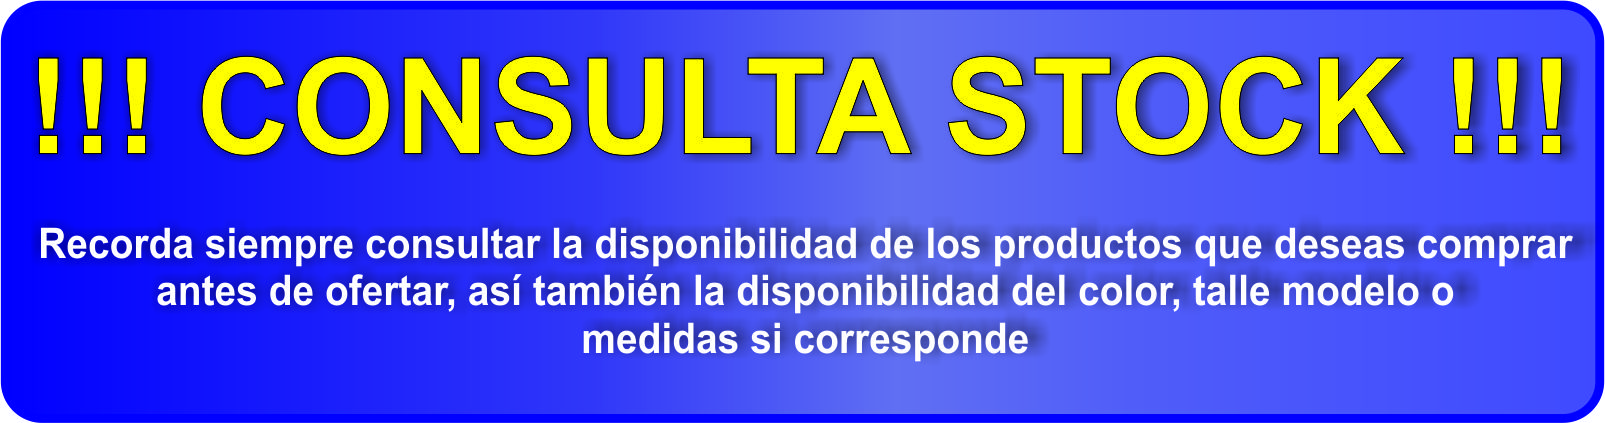 !!! CONSULTA STOCK !!!
Recorda siempre consultar la disponibilidad de los productos que deseas comprar
antes de ofertar, así también la disponibilidad del color, talle modelo o
medidas si corresponde